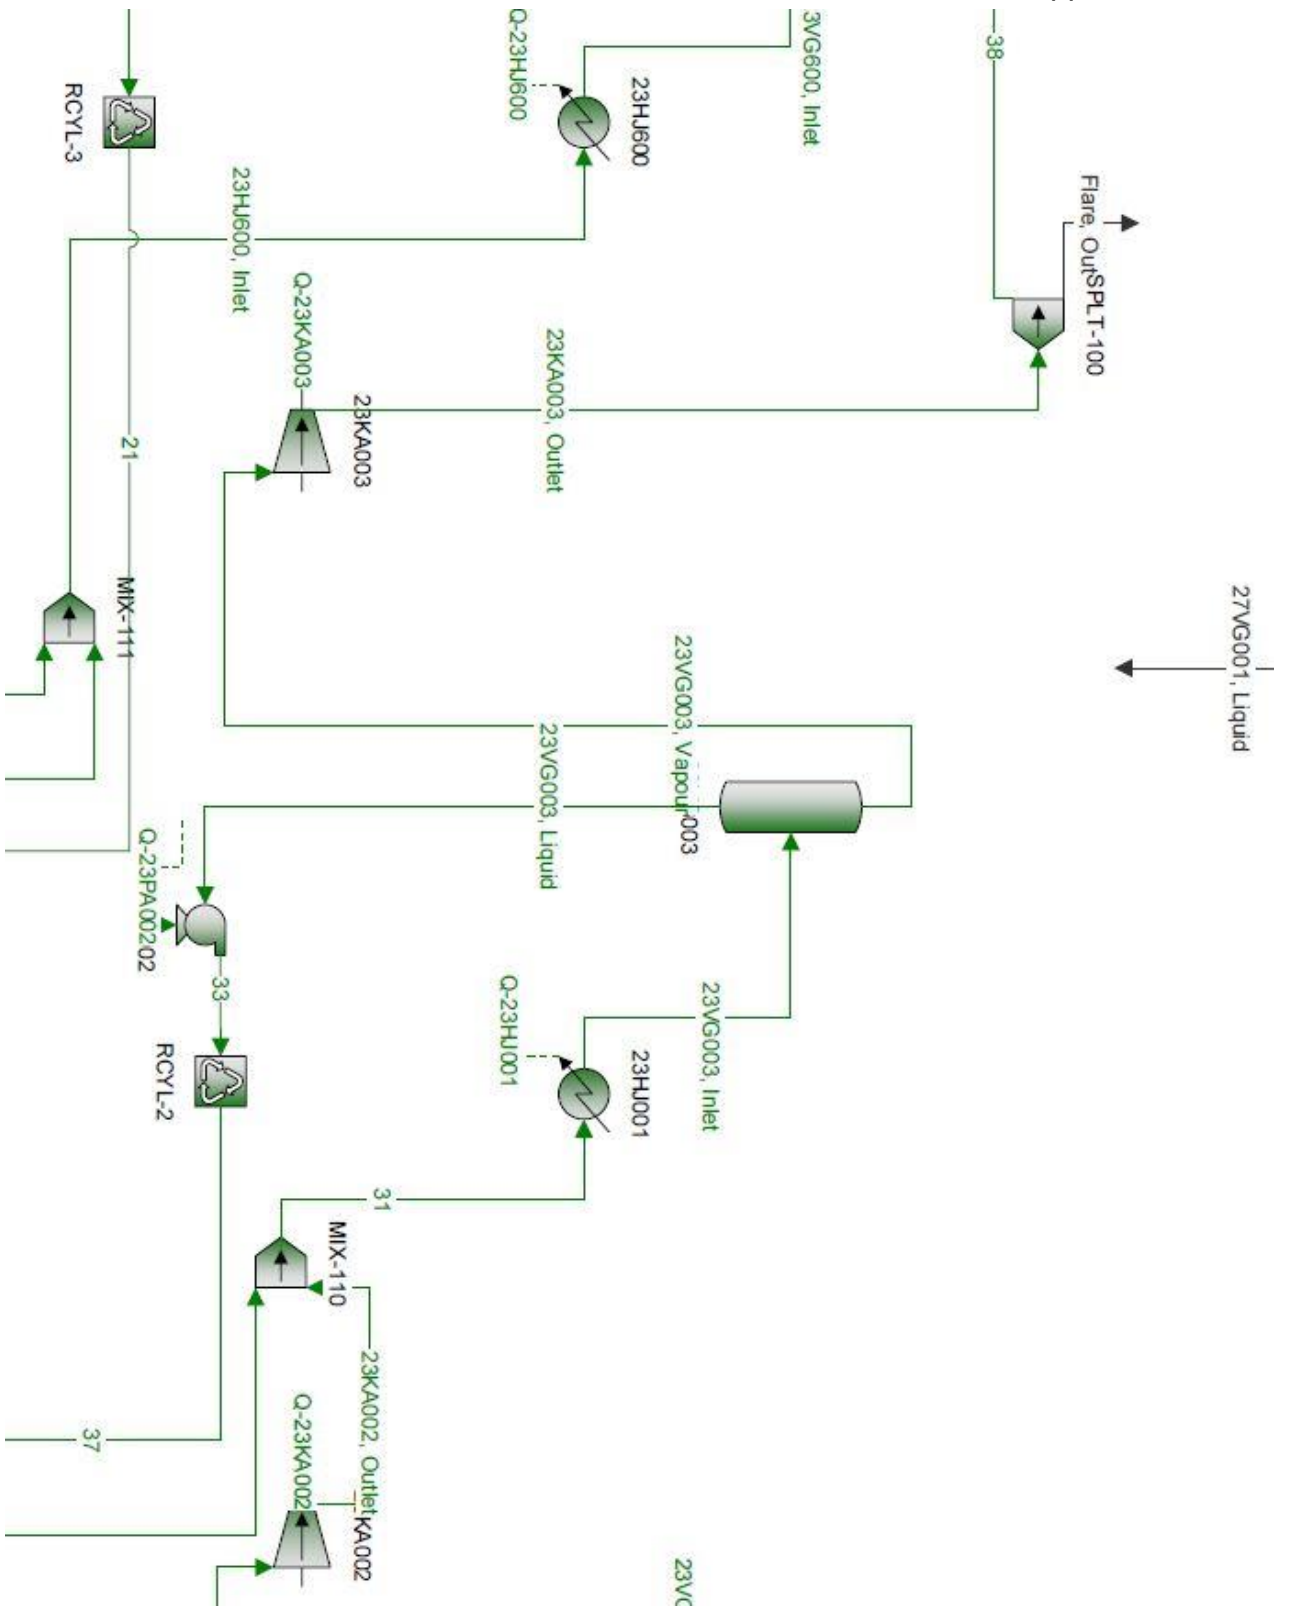 Q-23HJ600
3VG600, Inlet
38
23HJ600
RCYL-3
23HJ600, Inlet
Flare, Out
SPLT-100
Q-23KA003
23KA003, Outlet
23KA003
21
MIX-111
27VG001, Liquid
23VG003, Vapour
003
23VG003, Liquid
Q-23PA002
02
33
Q-23HJ001
23VG003, Inlet
23HJ001
RCYL-2
31
MIX-110
23KA002, Outlet
Q-23KA002
KA002
37